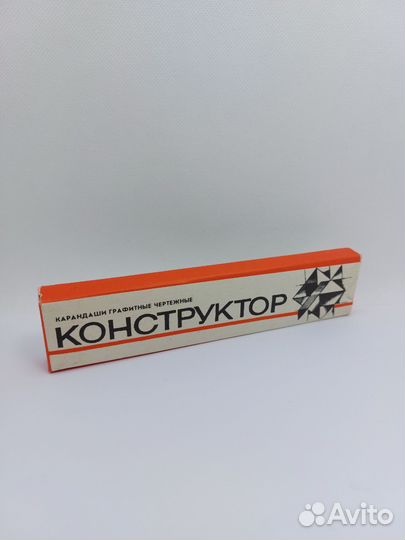 КАРАНДАШИ ГРАФИТНЫЕ ЧЕРТЕЖНЫЕ
КОНСТРУКТОР
Avito